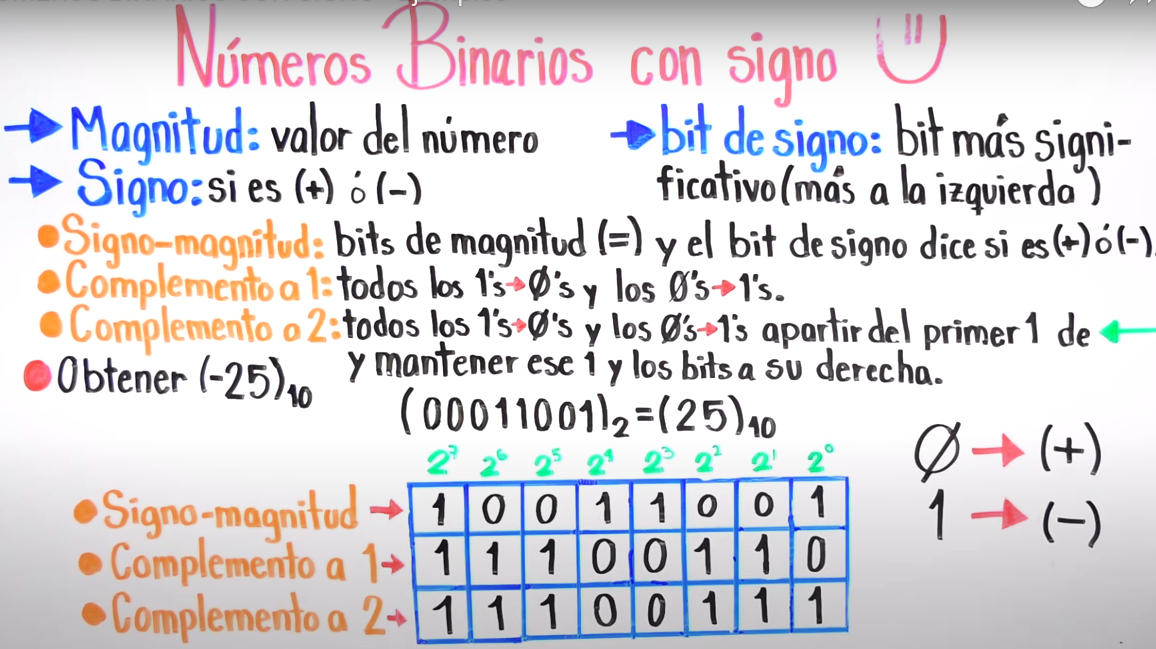 Números Binarios con signo
→ Magnitud: valor del número
→ Signo: si es (+) ó (-)
→ bit de signo: bit más signi-
ficativo (más a la izquierda)
• Signo-magnitud: bits de magnitud (=) y el bit de signo dice si es (+) ó (-)
• Complemento a 1: todos los 1's→0's y los 0's→1's.
• Complemento a 2: todos los 1's→0's y los 0's→1's apartir del primer 1 de ←
y mantener ese 1 y los bits a su derecha.
• Obtener (-25)₁₀
(00011001)₂=(25)₁₀
0 → (+)
1 → (-)
2⁷ 2⁶ 2⁵ 2⁴ 2³ 2² 2¹ 2⁰
• Signo-magnitud → 1 0 0 1 1 0 0 1
• Complemento a 1→ 1 1 1 0 0 1 1 0
• Complemento a 2→ 1 1 1 0 0 1 1 1